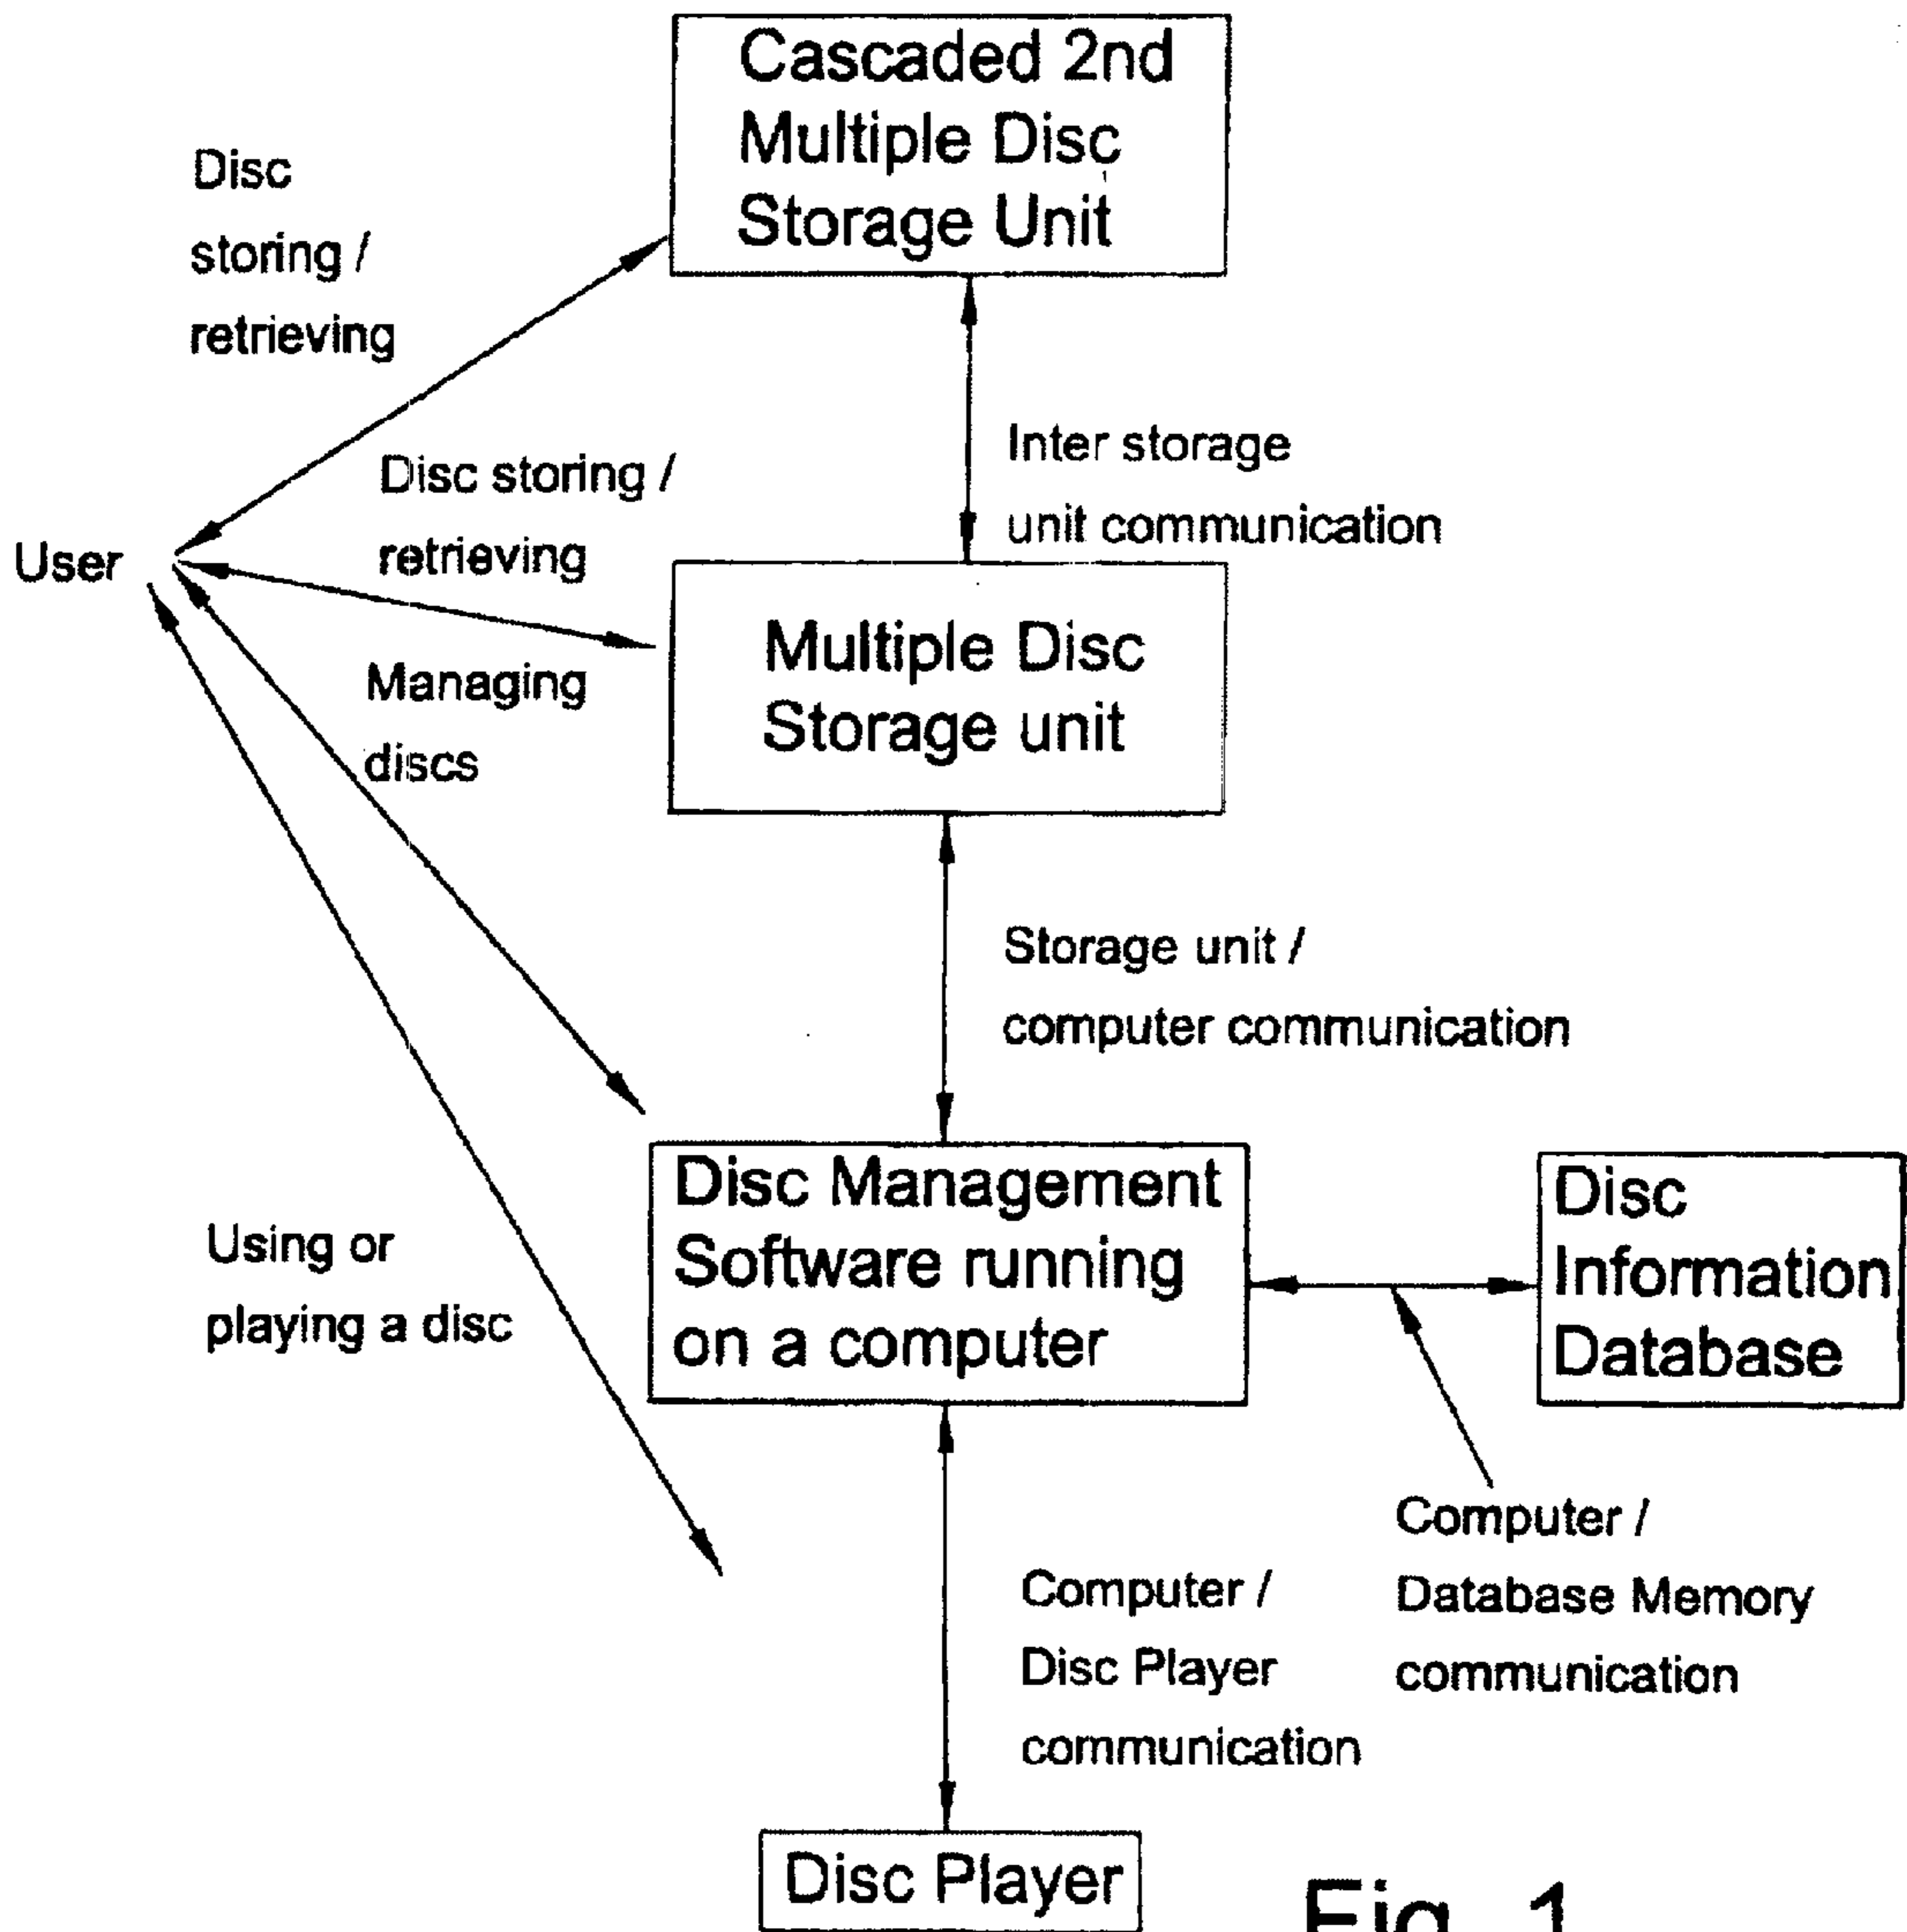 Cascaded 2nd
Multiple Disc
Storage Unit
Disc
storing /
retrieving
Inter storage
unit communication
Disc storing /
retrieving
User
Multiple Disc
Storage unit
Managing
discs
Storage unit /
computer communication
Disc Management
Software running
on a computer
Disc
Information
Database
Using or
playing a disc
Computer /
Database Memory
communication
Computer /
Disc Player
communication
Disc Player
Fig. 1